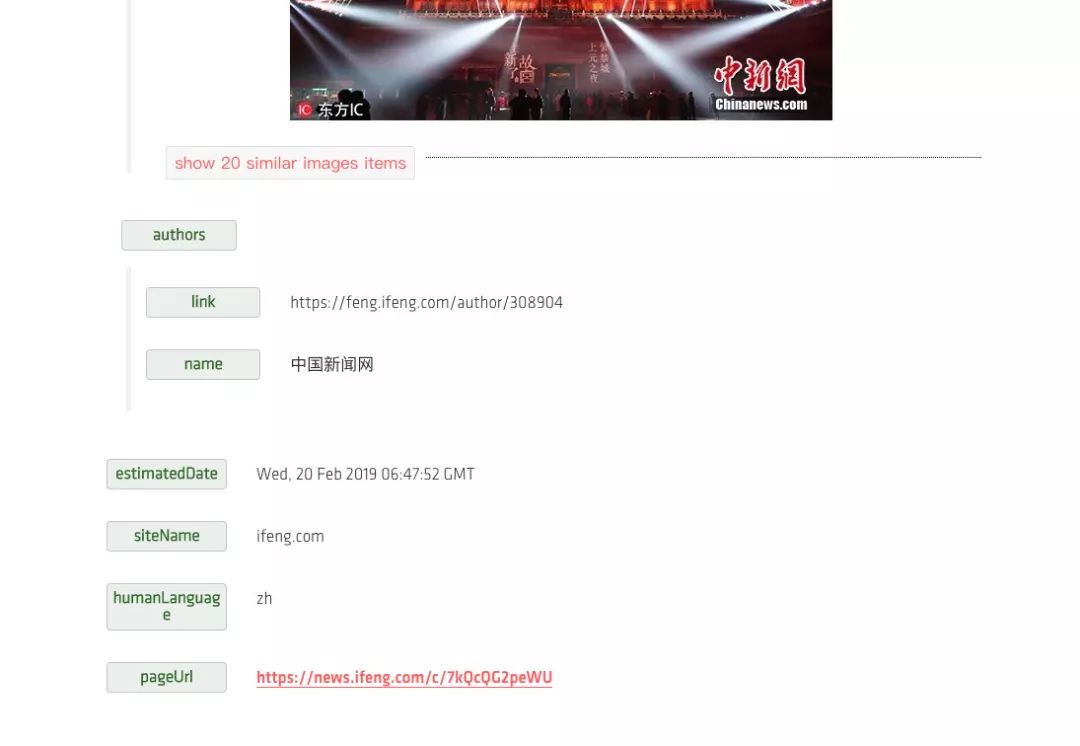 新故
了宫
紫禁城
上元之夜
中新網
Chinanews.com
IC 东方IC
show 20 similar images items
authors
link
https://feng.ifeng.com/author/308904
name
中国新闻网
estimatedDate
Wed, 20 Feb 2019 06:47:52 GMT
siteName
ifeng.com
humanLanguag
e
zh
pageUrl
https://news.ifeng.com/c/7kQcQG2peWU